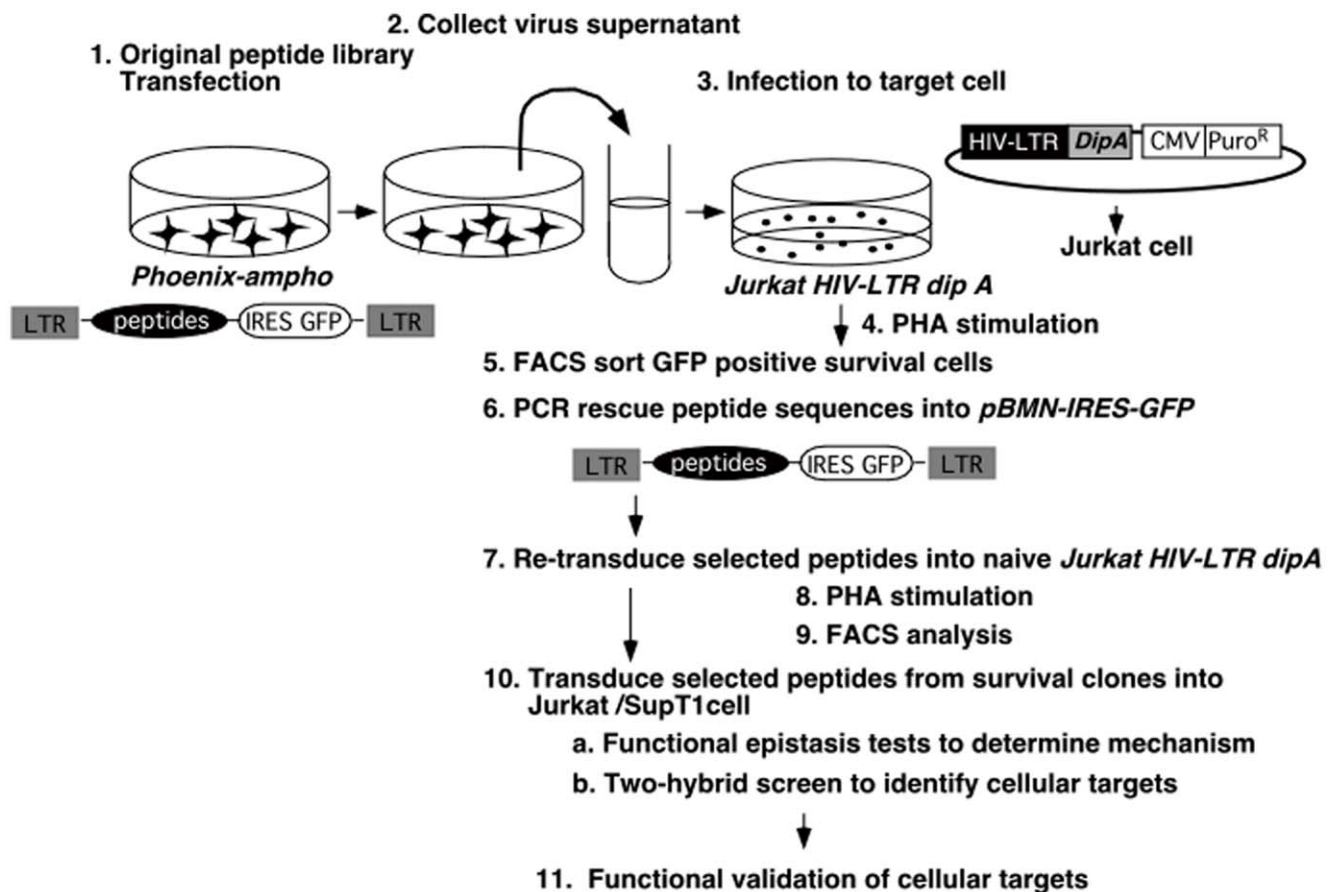 2. Collect virus supernatant
1. Original peptide library
Transfection
3. Infection to target cell
HIV-LTR DipA CMV PuroR
Jurkat cell
Phoenix-ampho
Jurkat HIV-LTR dip A
LTR peptides IRES GFP LTR
4. PHA stimulation
5. FACS sort GFP positive survival cells
6. PCR rescue peptide sequences into pBMN-IRES-GFP
LTR peptides IRES GFP LTR
7. Re-transduce selected peptides into naive Jurkat HIV-LTR dipA
8. PHA stimulation
9. FACS analysis
10. Transduce selected peptides from survival clones into
Jurkat /SupT1cell
a. Functional epistasis tests to determine mechanism
b. Two-hybrid screen to identify cellular targets
11. Functional validation of cellular targets